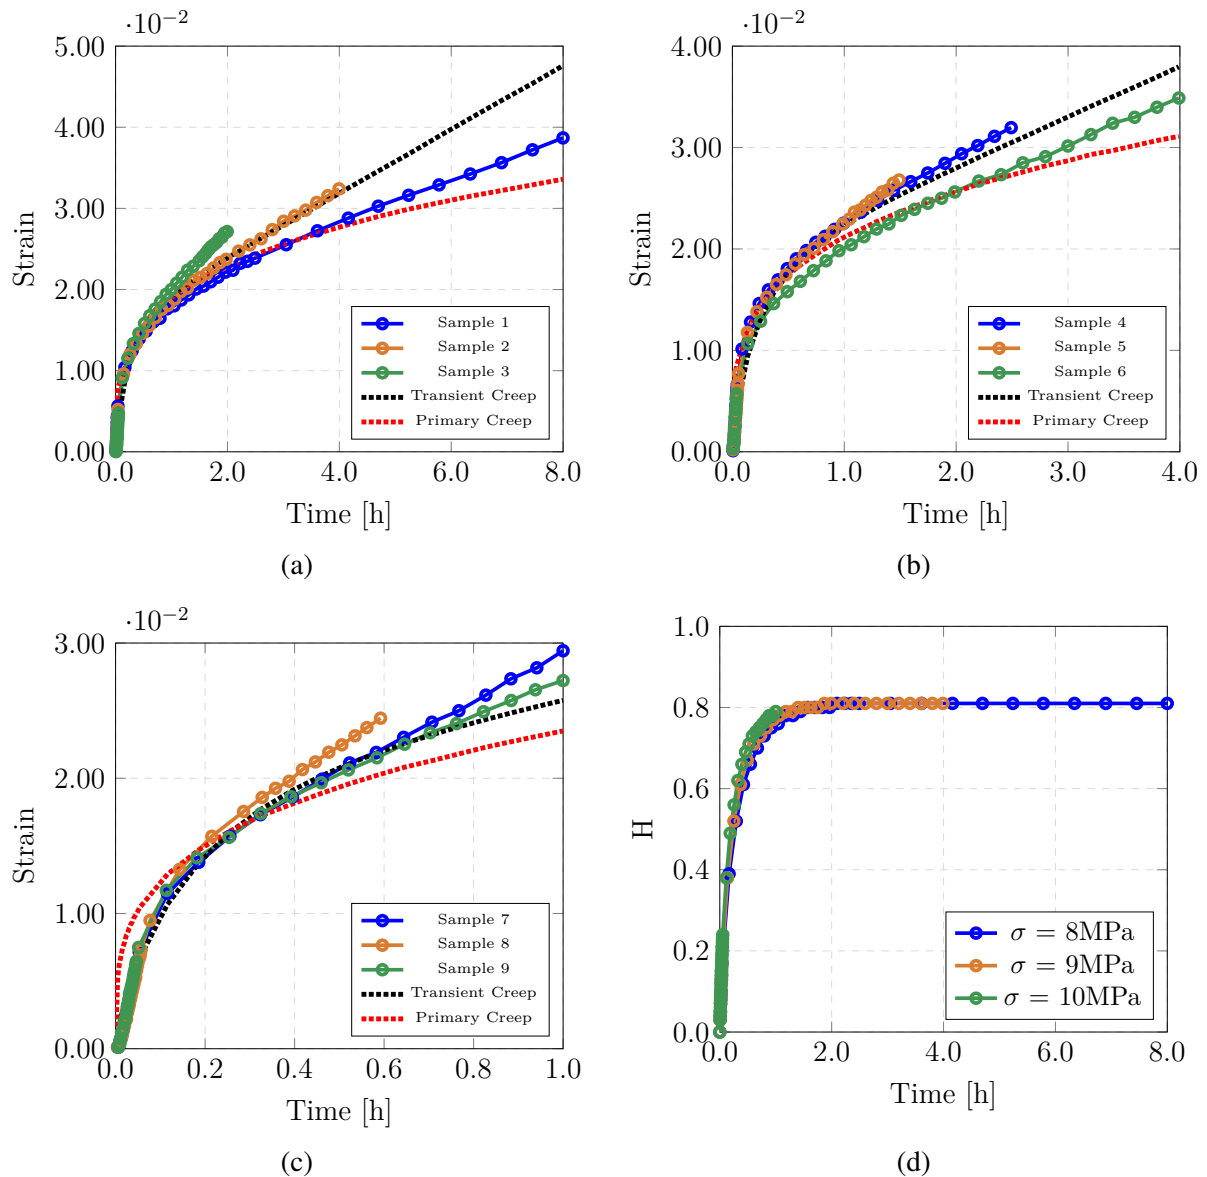 ·10⁻²
5.00
4.00
3.00
2.00
1.00
0.00
Strain
0.0 2.0 4.0 6.0 8.0
Time [h]
Sample 1
Sample 2
Sample 3
Transient Creep
Primary Creep
(a)
·10⁻²
4.00
3.00
2.00
1.00
0.00
Strain
0.0 1.0 2.0 3.0 4.0
Time [h]
Sample 4
Sample 5
Sample 6
Transient Creep
Primary Creep
(b)
·10⁻²
3.00
2.00
1.00
0.00
Strain
0.0 0.2 0.4 0.6 0.8 1.0
Time [h]
Sample 7
Sample 8
Sample 9
Transient Creep
Primary Creep
(c)
1.0
0.8
0.6
0.4
0.2
0.0
H
0.0 2.0 4.0 6.0 8.0
Time [h]
σ = 8MPa
σ = 9MPa
σ = 10MPa
(d)